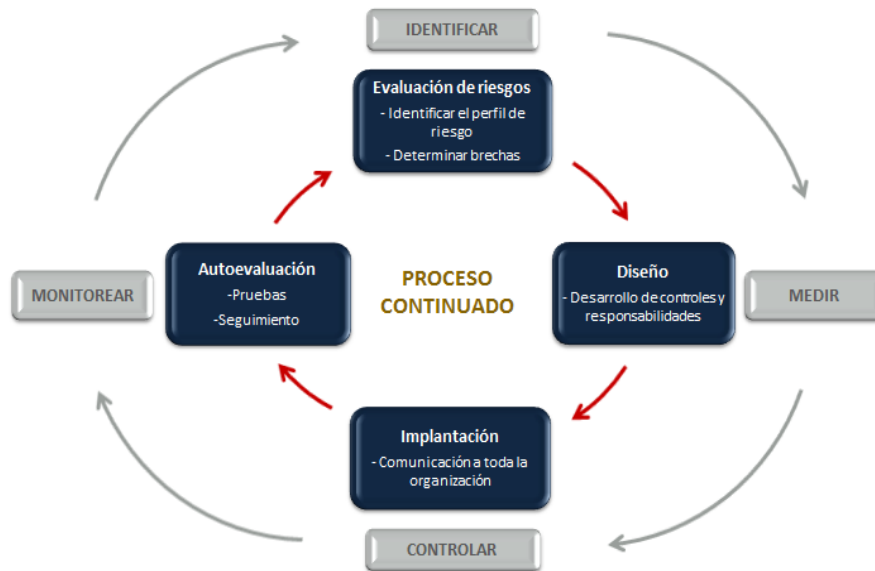 IDENTIFICAR
Evaluación de riesgos
- Identificar el perfil de
riesgo
- Determinar brechas
Autoevaluación
-Pruebas
-Seguimiento
MONITOREAR
PROCESO
CONTINUADO
Diseño
- Desarrollo de controles y
responsabilidades
MEDIR
Implantación
- Comunicación a toda la
organización
CONTROLAR